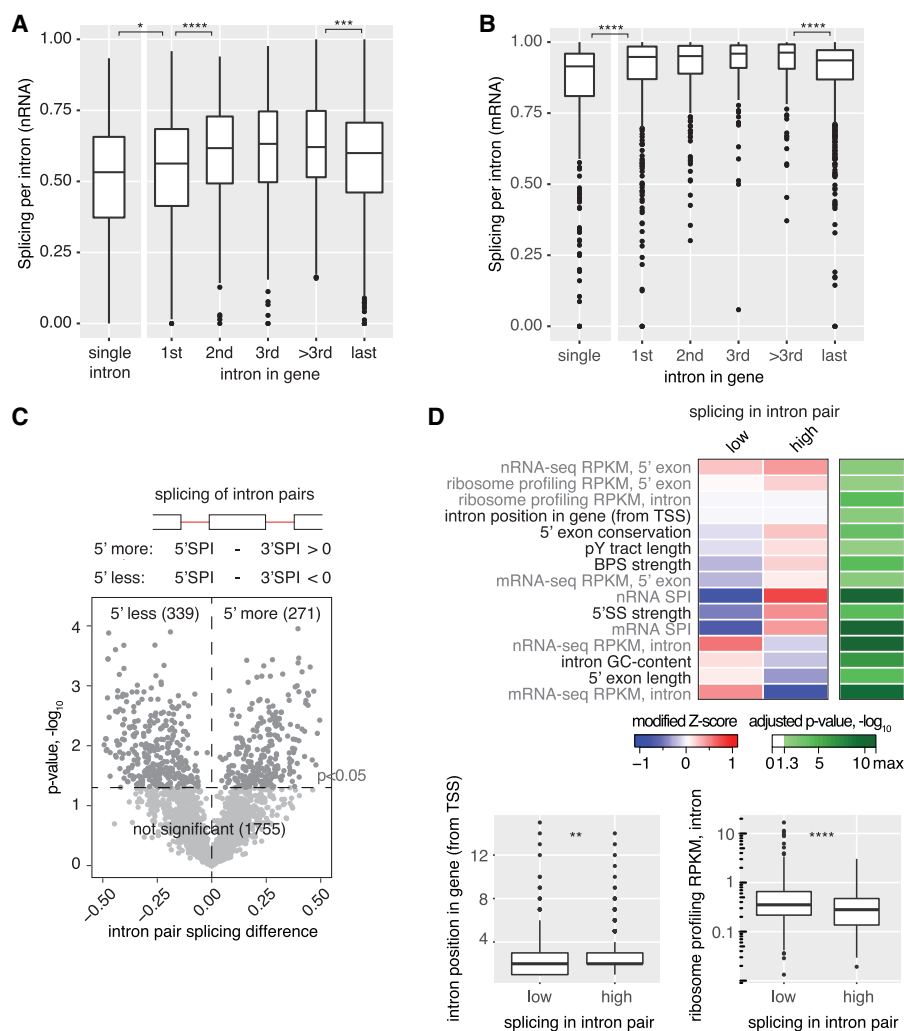 A
* **** ***
1.00
0.75
0.50
0.25
0.00
Splicing per intron (nRNA)
single intron 1st 2nd 3rd >3rd last
intron in gene
B
**** ****
1.00
0.75
0.50
0.25
0.00
Splicing per intron (mRNA)
single 1st 2nd 3rd >3rd last
intron in gene
C
splicing of intron pairs
5' more: 5'SPI - 3'SPI > 0
5' less: 5'SPI - 3'SPI < 0
5' less (339) 5' more (271)
4
3
2
1
0
p-value, -log10
p<0.05
not significant (1755)
−0.50 −0.25 0.00 0.25 0.50
intron pair splicing difference
D
splicing in intron pair
low high
nRNA-seq RPKM, 5' exon
ribosome profiling RPKM, 5' exon
ribosome profiling RPKM, intron
intron position in gene (from TSS)
5' exon conservation
pY tract length
BPS strength
mRNA-seq RPKM, 5' exon
nRNA SPI
5'SS strength
mRNA SPI
nRNA-seq RPKM, intron
intron GC-content
5' exon length
mRNA-seq RPKM, intron
modified Z-score
−1 0 1
adjusted p-value, -log10
0 1.3 5 10 max
intron position in gene (from TSS)
12
8
4
**
low high
splicing in intron pair
ribosome profiling RPKM, intron
10
1
0.1
****
low high
splicing in intron pair